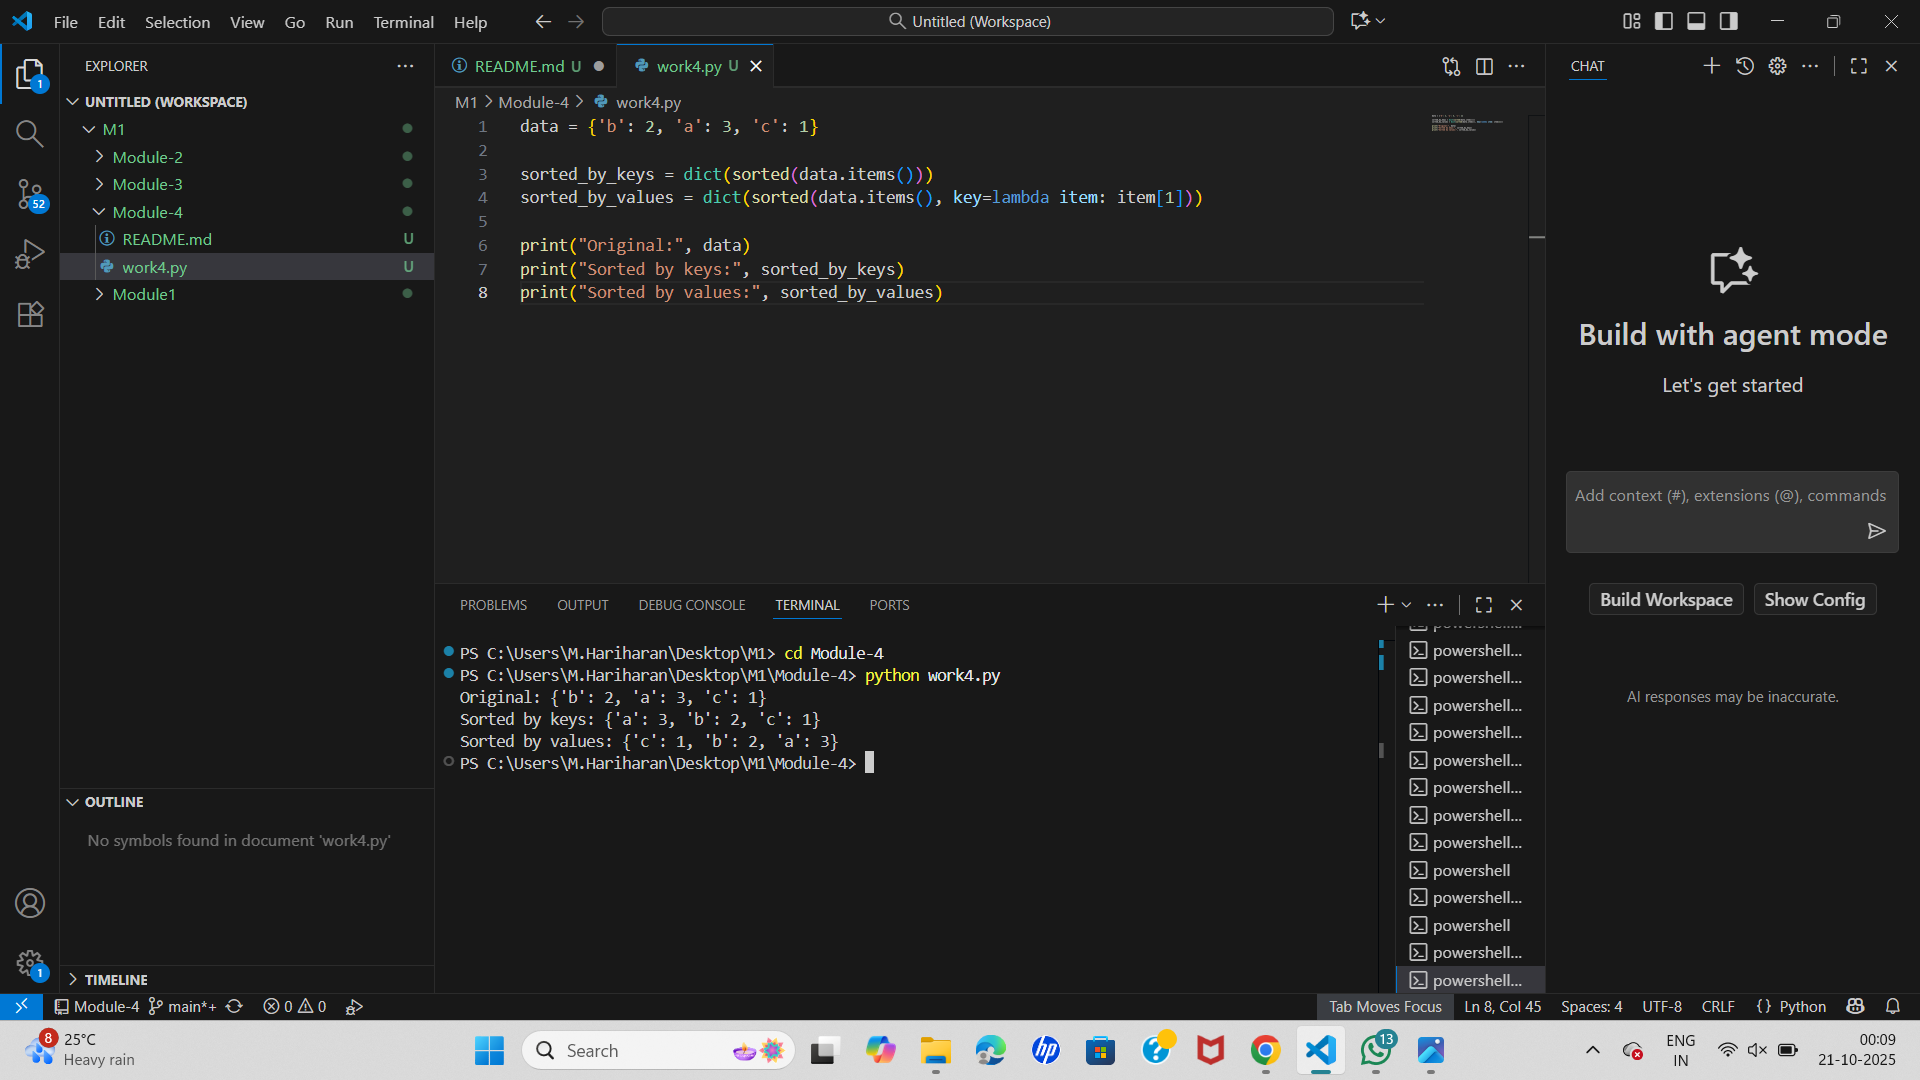 File Edit Selection View Go Run Terminal Help
Untitled (Workspace)
EXPLORER
UNTITLED (WORKSPACE)
M1
Module-2
Module-3
Module-4
README.md U
work4.py U
Module1
1
52
OUTLINE
No symbols found in document 'work4.py'
TIMELINE
1
README.md U
work4.py U
M1 > Module-4 > work4.py
1 data = {'b': 2, 'a': 3, 'c': 1}
2
3 sorted_by_keys = dict(sorted(data.items()))
4 sorted_by_values = dict(sorted(data.items(), key=lambda item: item[1]))
5
6 print("Original:", data)
7 print("Sorted by keys:", sorted_by_keys)
8 print("Sorted by values:", sorted_by_values)
PROBLEMS OUTPUT DEBUG CONSOLE TERMINAL PORTS
PS C:\Users\M.Hariharan\Desktop\M1> cd Module-4
PS C:\Users\M.Hariharan\Desktop\M1\Module-4> python work4.py
Original: {'b': 2, 'a': 3, 'c': 1}
Sorted by keys: {'a': 3, 'b': 2, 'c': 1}
Sorted by values: {'c': 1, 'b': 2, 'a': 3}
PS C:\Users\M.Hariharan\Desktop\M1\Module-4>
powershell...
powershell...
powershell...
powershell...
powershell...
powershell...
powershell...
powershell...
powershell
powershell...
powershell
powershell...
powershell...
CHAT
Build with agent mode
Let's get started
Add context (#), extensions (@), commands
Build Workspace
Show Config
AI responses may be inaccurate.
Module-4 main*+ 0 0
Tab Moves Focus Ln 8, Col 45 Spaces: 4 UTF-8 CRLF {} Python
8
25°C
Heavy rain
Search
hp
13
ENG
IN
00:09
21-10-2025